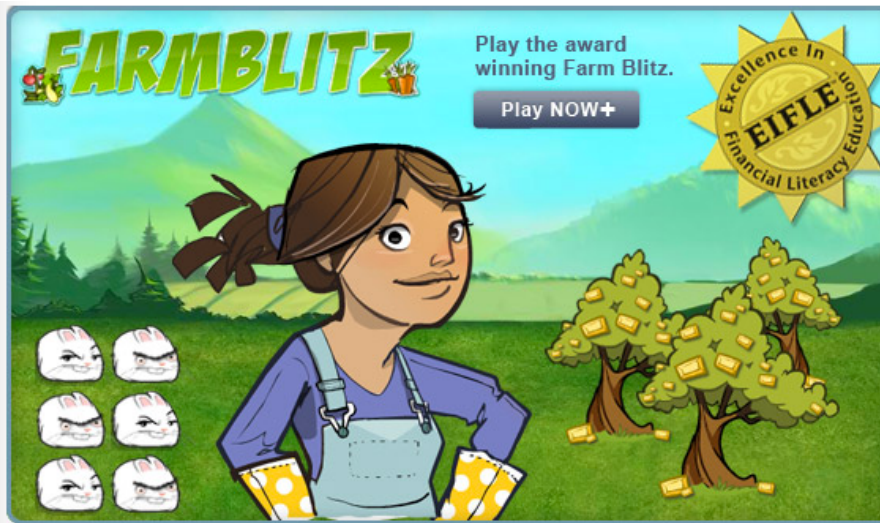 FARMBLITZ
Play the award
winning Farm Blitz.
Play NOW+
Excellence In
EIFLE
Financial Literacy Education